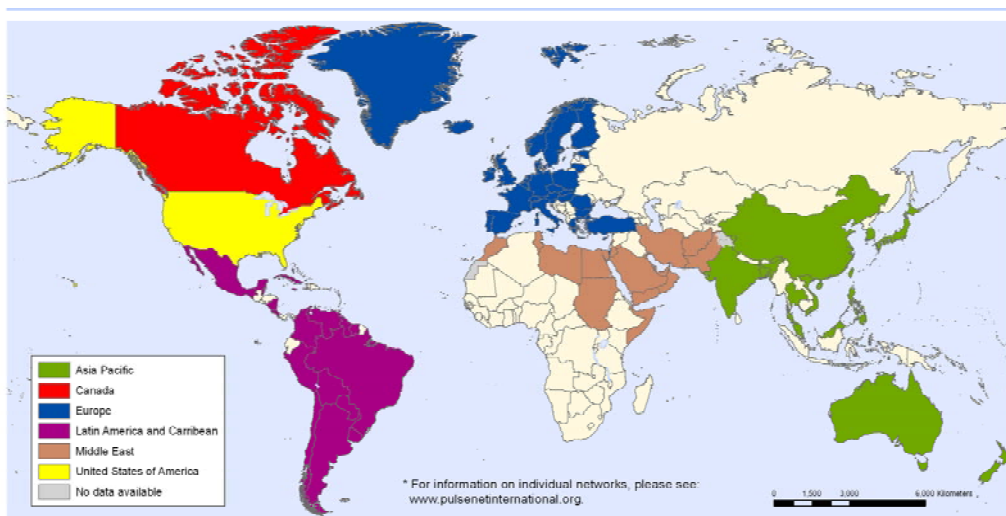 Asia Pacific
Canada
Europe
Latin America and Carribean
Middle East
United States of America
No data available
* For information on individual networks, please see:
www.pulsenetinternational.org.
0 1,500 3,000 6,000 Kilometers